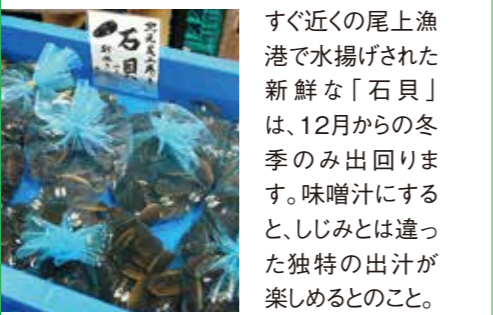 石貝
すぐ近くの尾上漁
港で水揚げされた
新鮮な「石貝」
は、12月からの冬
季のみ出回りま
す。味噌汁にする
と、しじみとは違っ
た独特の出汁が
楽しめるとのこと。